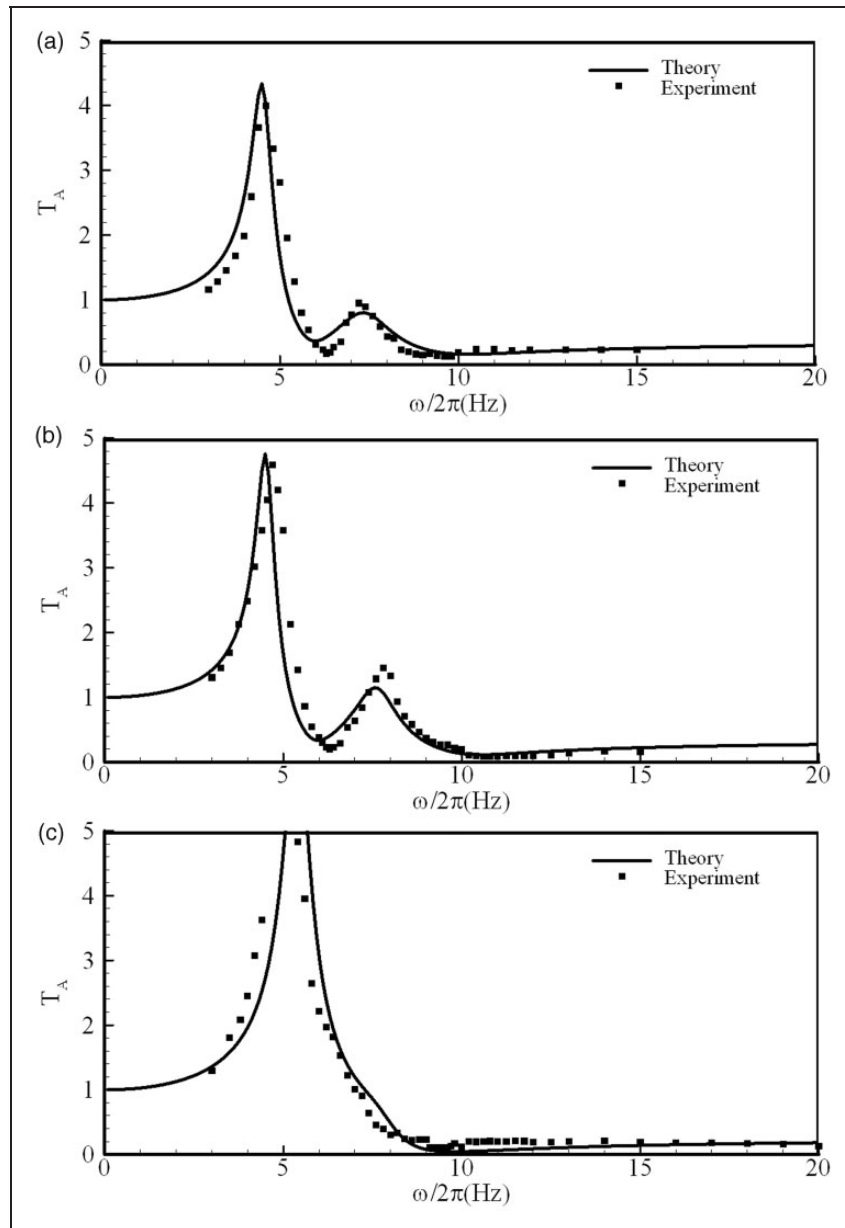 (a)
5
4
3
2
1
0
T_A
Theory
Experiment
0 5 10 15 20
ω/2π(Hz)
(b)
5
4
3
2
1
0
T_A
Theory
Experiment
0 5 10 15 20
ω/2π(Hz)
(c)
5
4
3
2
1
0
T_A
Theory
Experiment
0 5 10 15 20
ω/2π(Hz)